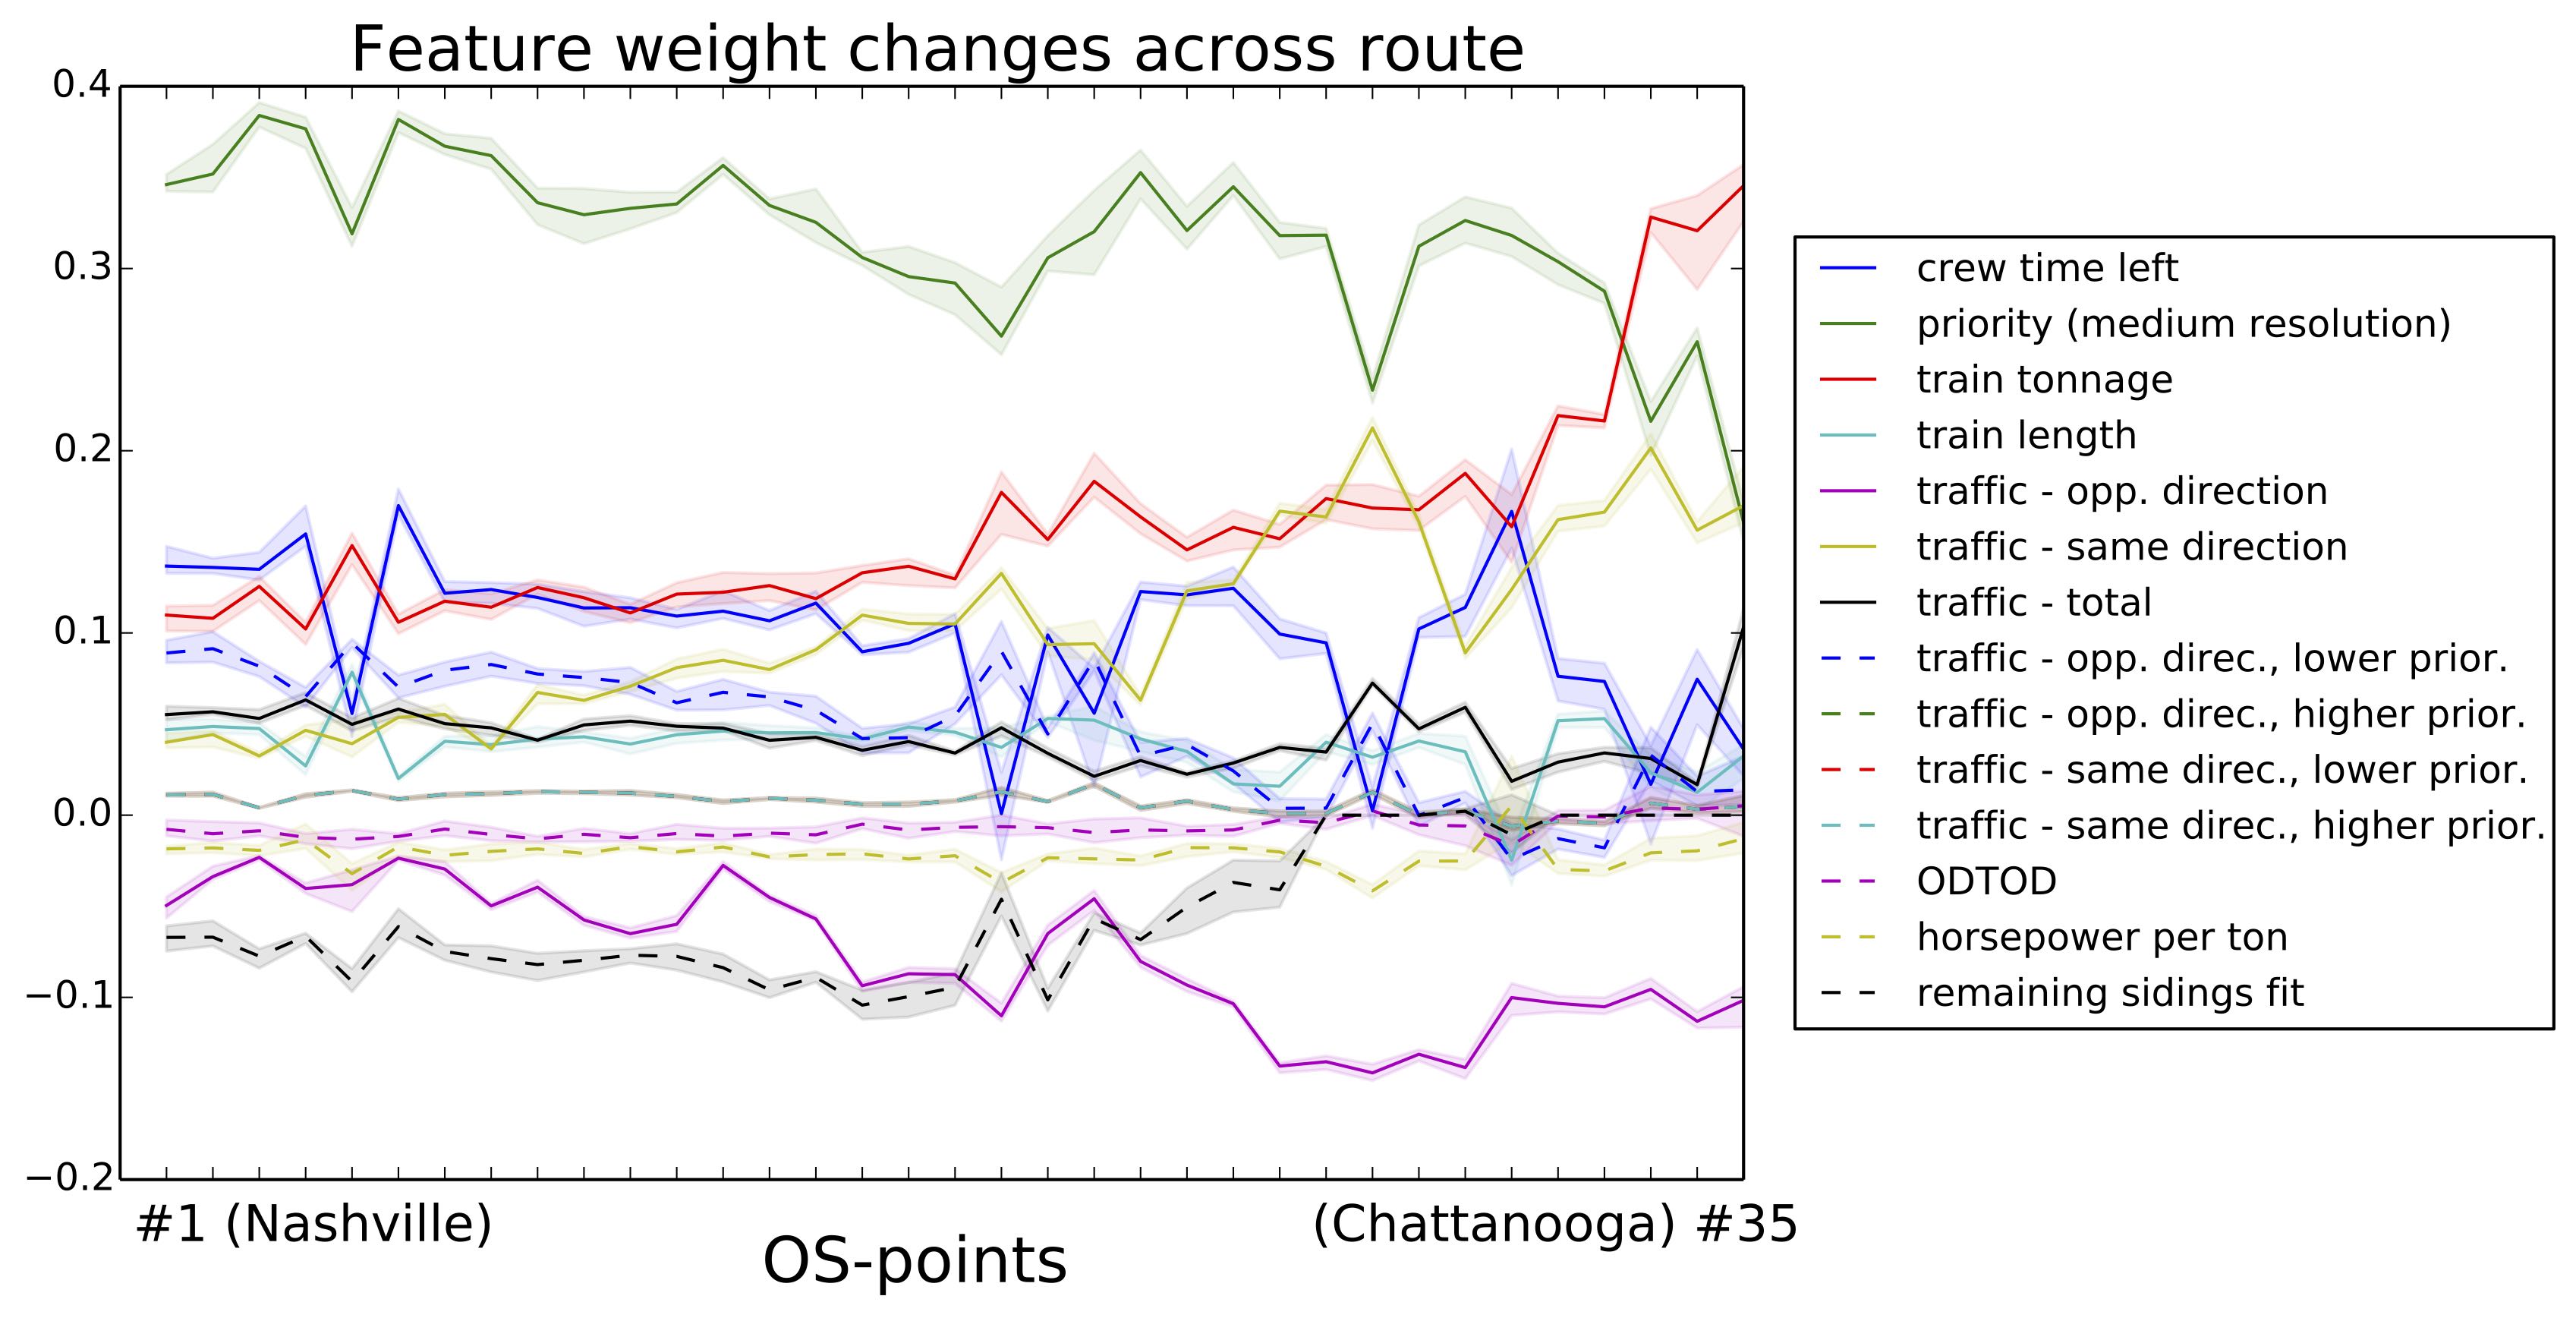 Feature weight changes across route
0.4
0.3
0.2
0.1
0.0
−0.1
−0.2
#1 (Nashville)
(Chattanooga) #35
OS-points
crew time left
priority (medium resolution)
train tonnage
train length
traffic - opp. direction
traffic - same direction
traffic - total
traffic - opp. direc., lower prior.
traffic - opp. direc., higher prior.
traffic - same direc., lower prior.
traffic - same direc., higher prior.
ODTOD
horsepower per ton
remaining sidings fit